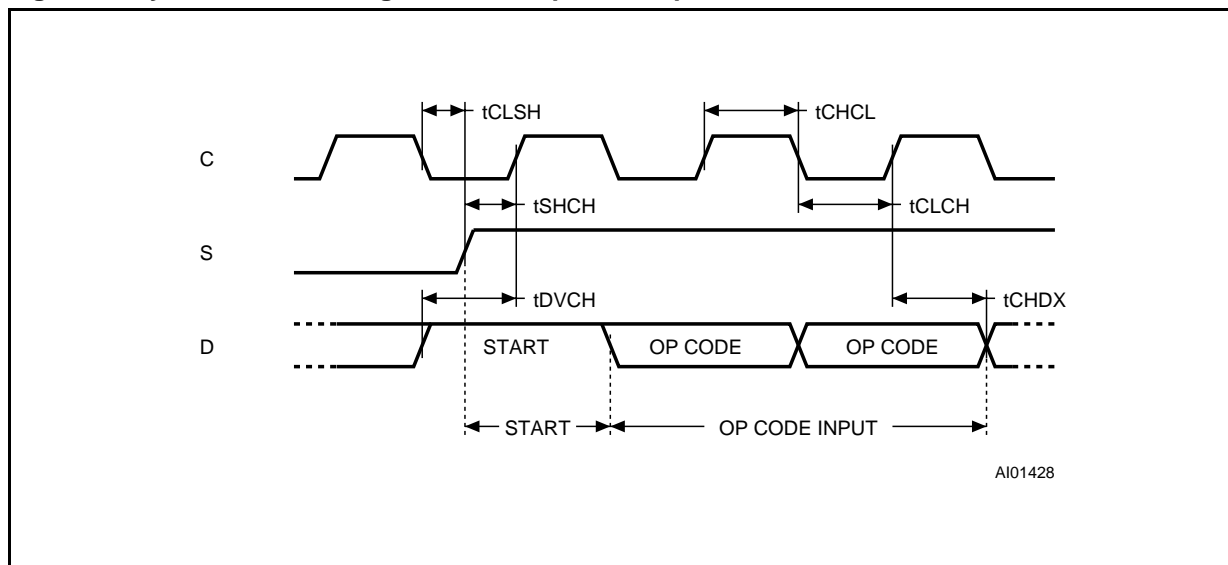 tCLSH
tCHCL
C
tSHCH
tCLCH
S
tDVCH
tCHDX
D
START
OP CODE
OP CODE
START
OP CODE INPUT
AI01428